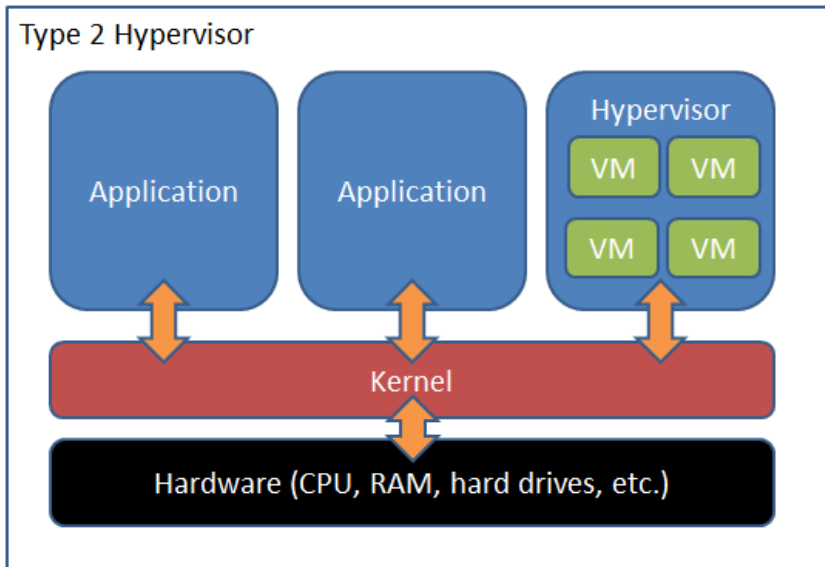 Type 2 Hypervisor
Application
Application
Hypervisor
VM VM
VM VM
Kernel
Hardware (CPU, RAM, hard drives, etc.)